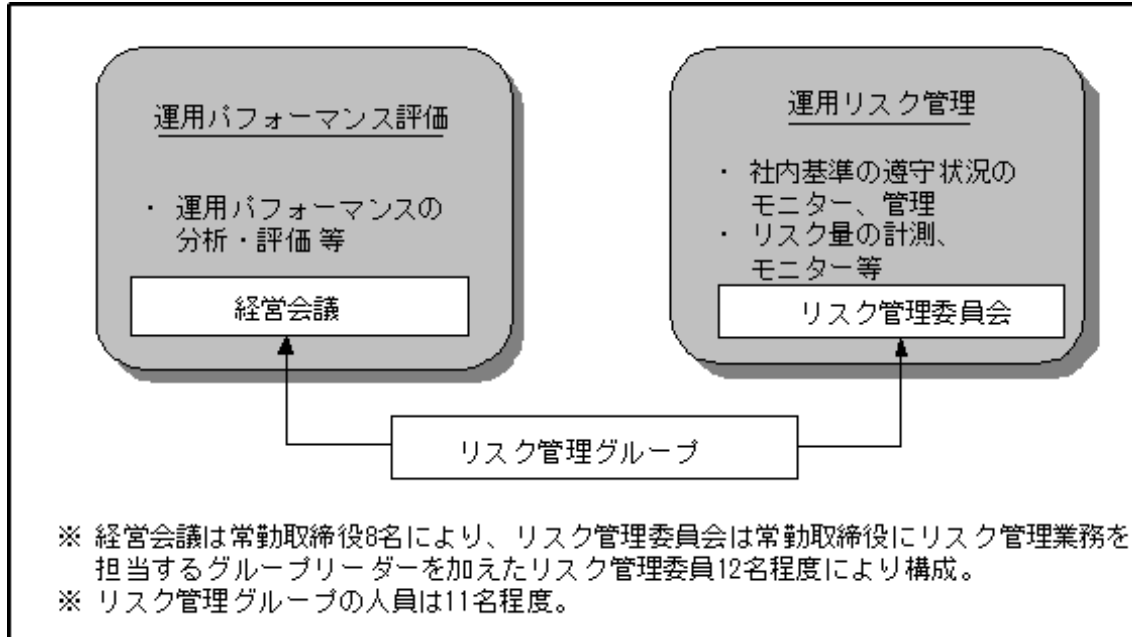 運用パフォーマンス評価
・ 運用パフォーマンスの
分析・評価 等
経営会議
運用リスク管理
・ 社内基準の遵守状況の
モニター、管理
・ リスク量の計測、
モニター等
リスク管理委員会
リスク管理グループ
※ 経営会議は常勤取締役8名により、リスク管理委員会は常勤取締役にリスク管理業務を
担当するグループリーダーを加えたリスク管理委員12名程度により構成。
※ リスク管理グループの人員は11名程度。